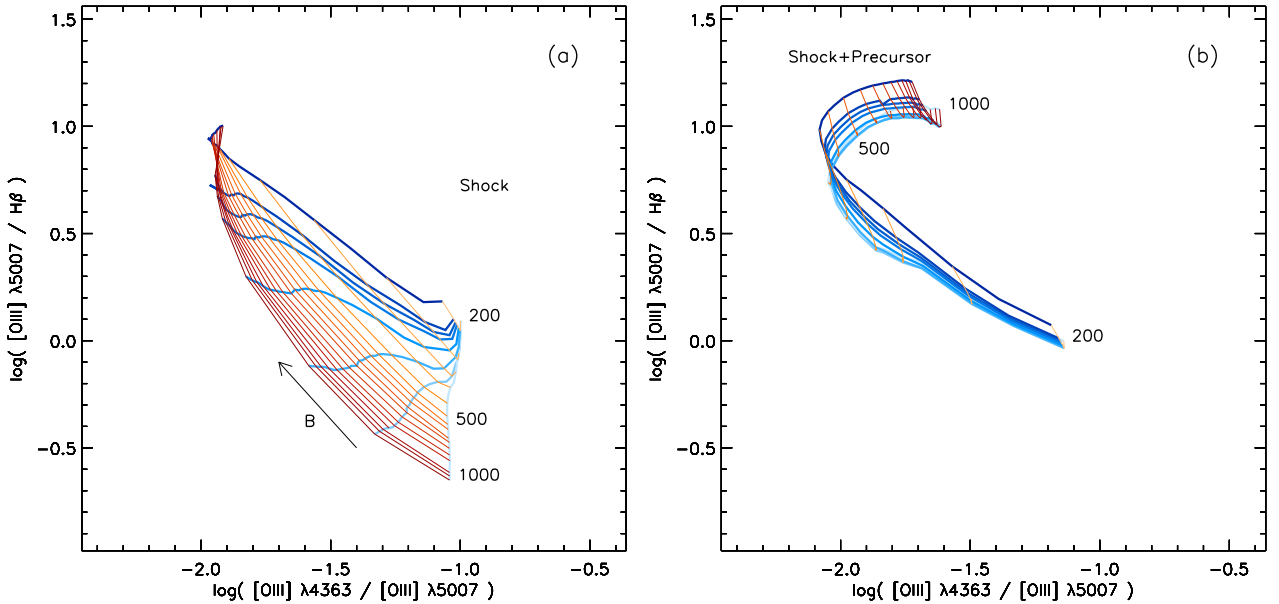 (a)
Shock
200
500
1000
B
1.5
1.0
0.5
0.0
−0.5
−2.0 −1.5 −1.0 −0.5
log( [OIII] λ4363 / [OIII] λ5007 )
log( [OIII] λ5007 / Hβ )
(b)
Shock+Precursor
1000
500
200
1.5
1.0
0.5
0.0
−0.5
−2.0 −1.5 −1.0 −0.5
log( [OIII] λ4363 / [OIII] λ5007 )
log( [OIII] λ5007 / Hβ )